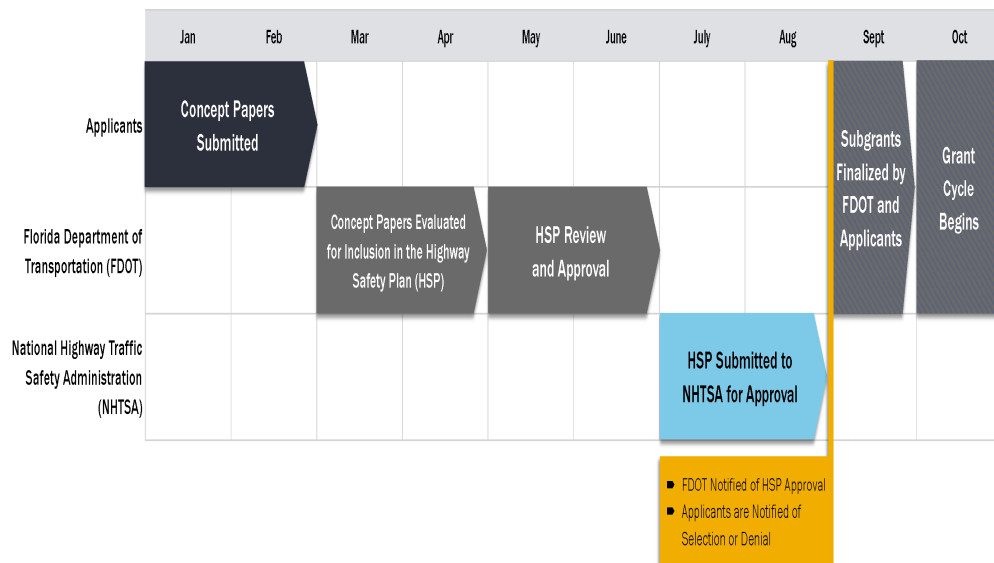 Jan Feb Mar Apr May June July Aug Sept Oct
Applicants
Concept Papers
Submitted
Subgrants
Finalized by
FDOT and
Applicants
Grant
Cycle
Begins
Florida Department of
Transportation (FDOT)
Concept Papers Evaluated
for Inclusion in the Highway
Safety Plan (HSP)
HSP Review
and Approval
National Highway Traffic
Safety Administration
(NHTSA)
HSP Submitted to
NHTSA for Approval
FDOT Notified of HSP Approval
Applicants are Notified of
Selection or Denial